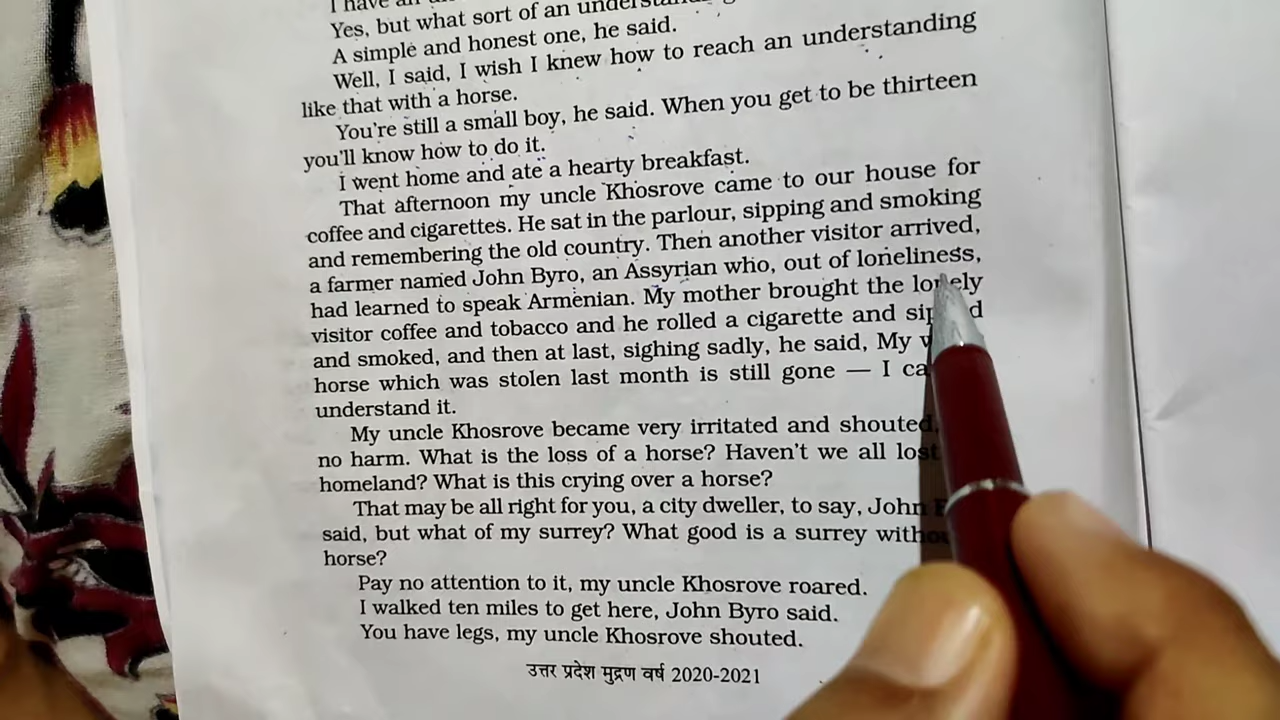 I have an
Yes, but what sort of an understanding
A simple and honest one, he said.
Well, I said, I wish I knew how to reach an understanding
like that with a horse.
You're still a small boy, he said. When you get to be thirteen
you'll know how to do it.
I went home and ate a hearty breakfast.
That afternoon my uncle Khosrove came to our house for
coffee and cigarettes. He sat in the parlour, sipping and smoking
and remembering the old country. Then another visitor arrived,
a farmer named John Byro, an Assyrian who, out of loneliness,
had learned to speak Armenian. My mother brought the lonely
visitor coffee and tobacco and he rolled a cigarette and sipped
and smoked, and then at last, sighing sadly, he said, My
horse which was stolen last month is still gone — I
understand it.
My uncle Khosrove became very irritated and shouted,
no harm. What is the loss of a horse? Haven't we all lost
homeland? What is this crying over a horse?
That may be all right for you, a city dweller, to say, John
said, but what of my surrey? What good is a surrey without
horse?
Pay no attention to it, my uncle Khosrove roared.
I walked ten miles to get here, John Byro said.
You have legs, my uncle Khosrove shouted.
उत्तर प्रदेश मुद्रण वर्ष 2020-2021